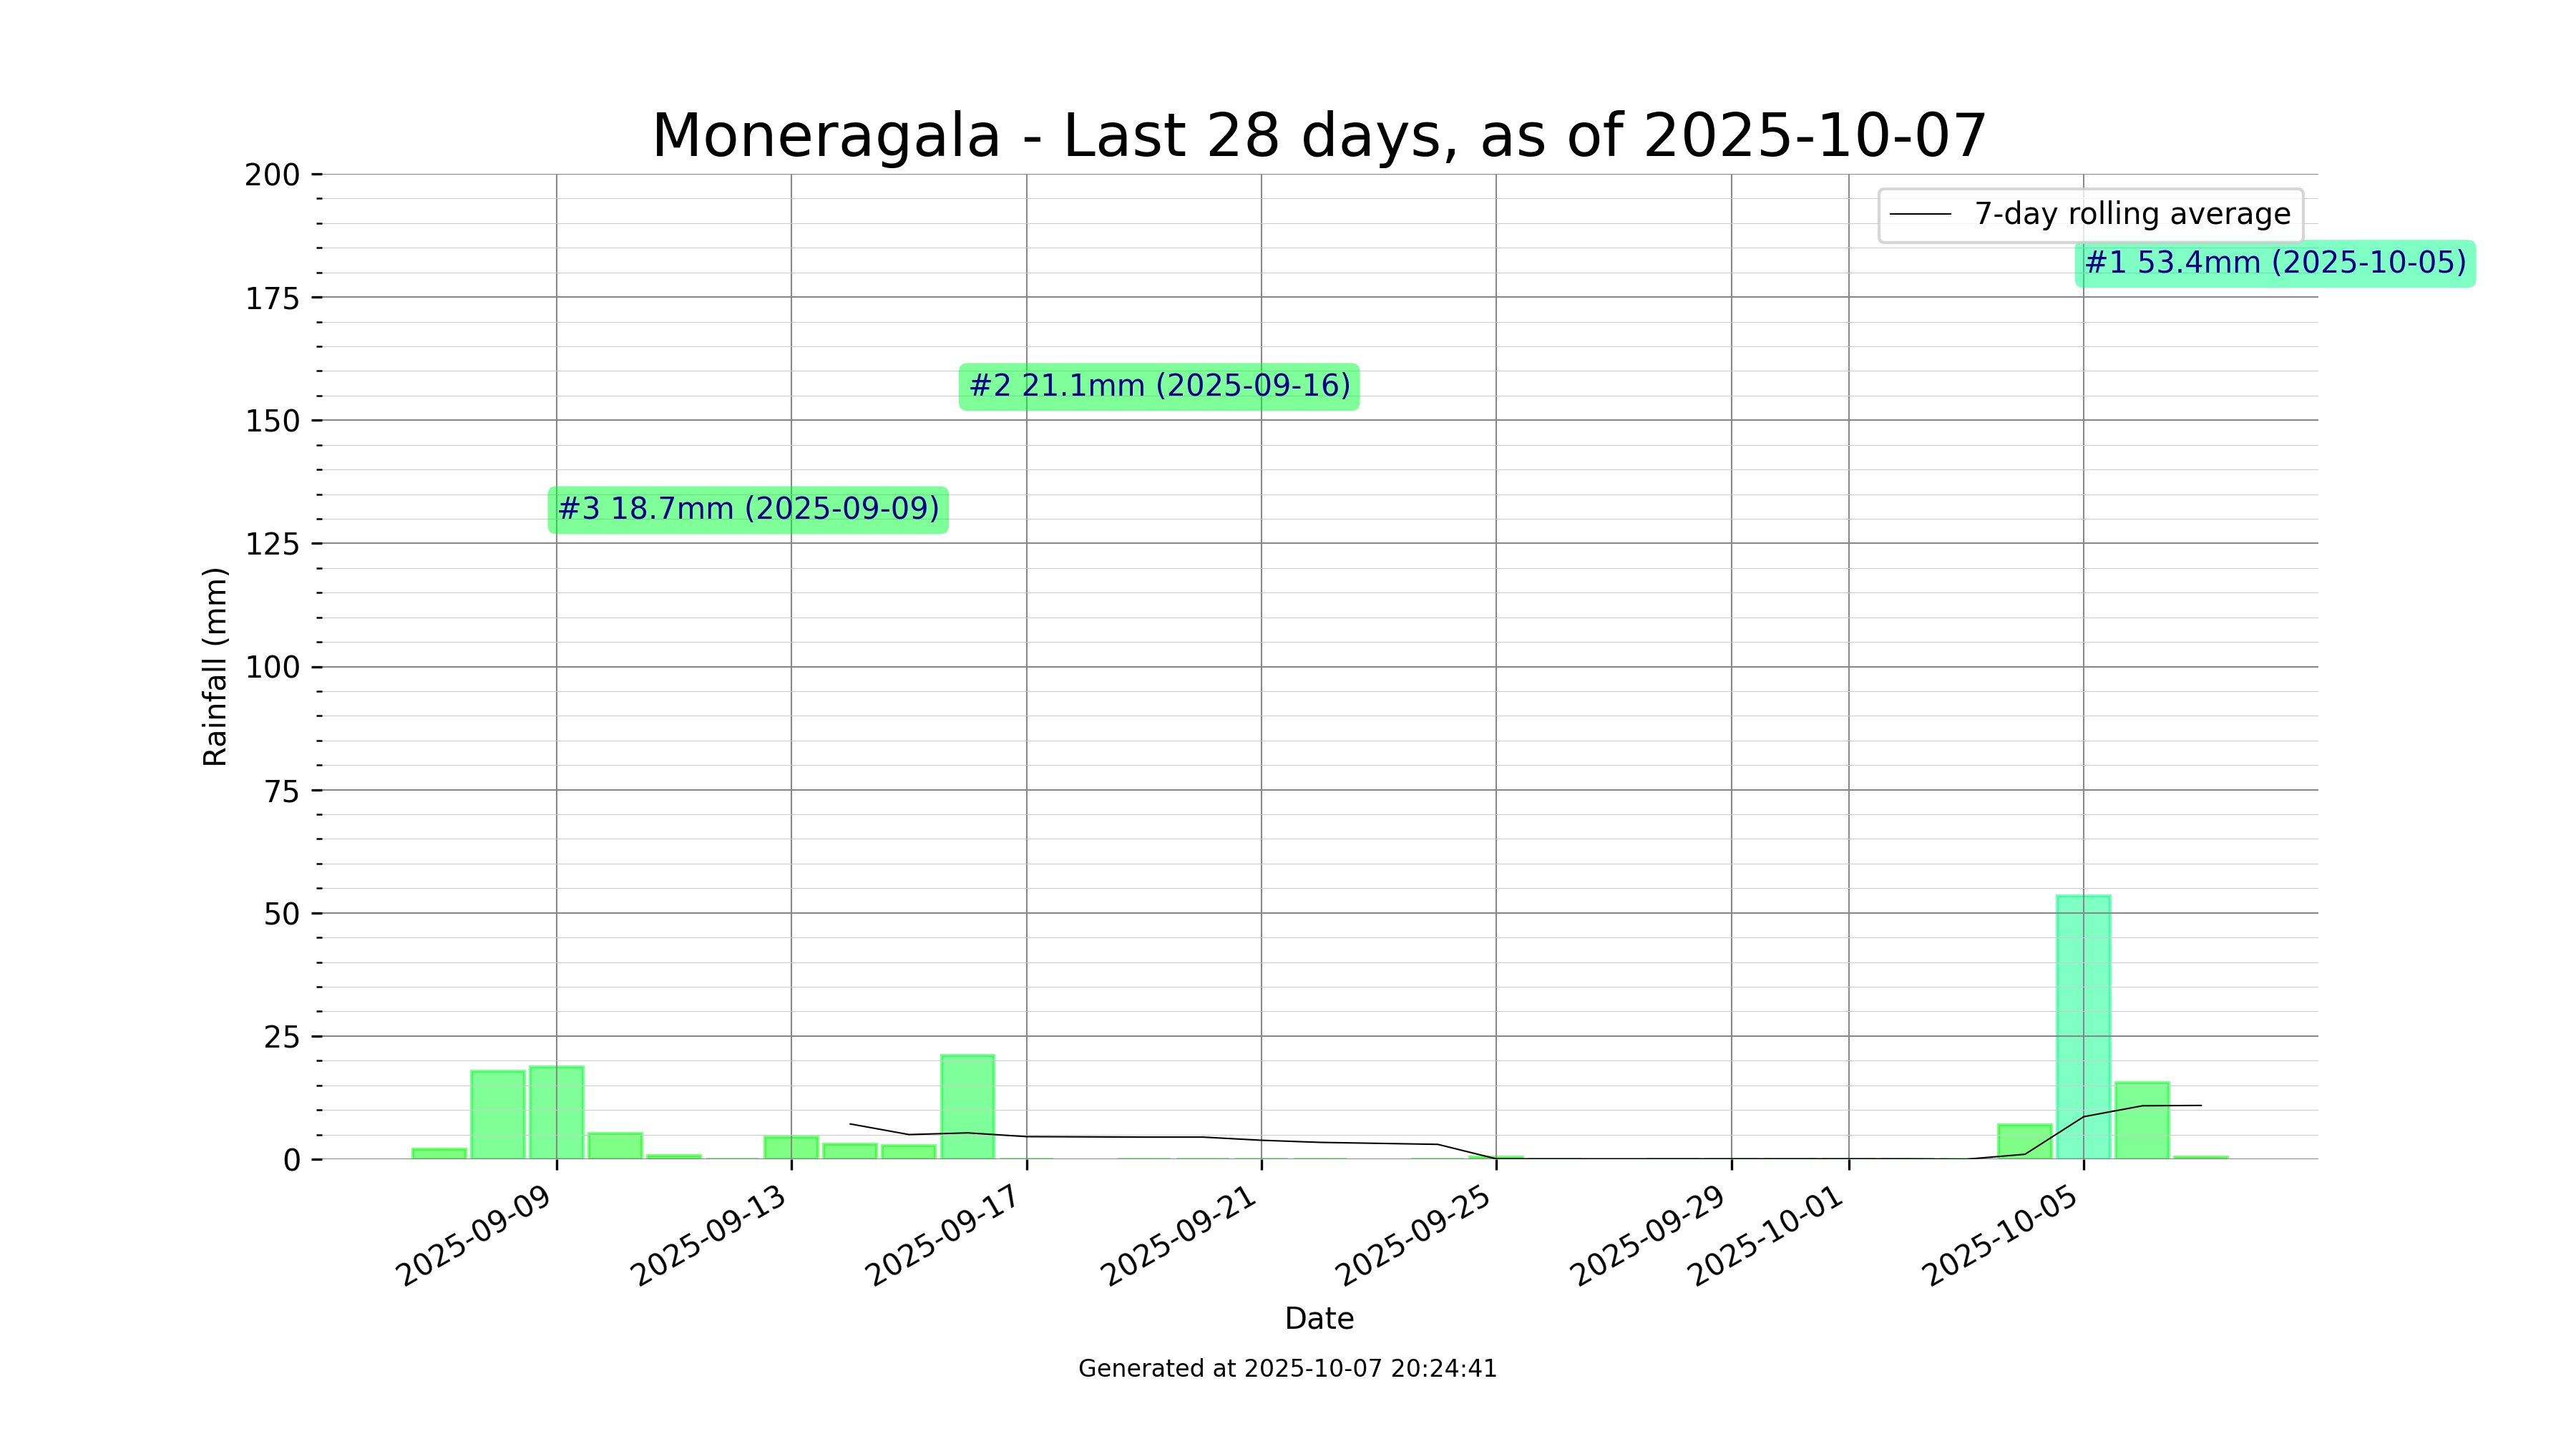 Moneragala - Last 28 days, as of 2025-10-07
200
175
150
125
100
75
50
25
0
Rainfall (mm)
7-day rolling average
#1 53.4mm (2025-10-05)
#2 21.1mm (2025-09-16)
#3 18.7mm (2025-09-09)
2025-09-09
2025-09-13
2025-09-17
2025-09-21
2025-09-25
2025-09-29
2025-10-01
2025-10-05
Date
Generated at 2025-10-07 20:24:41